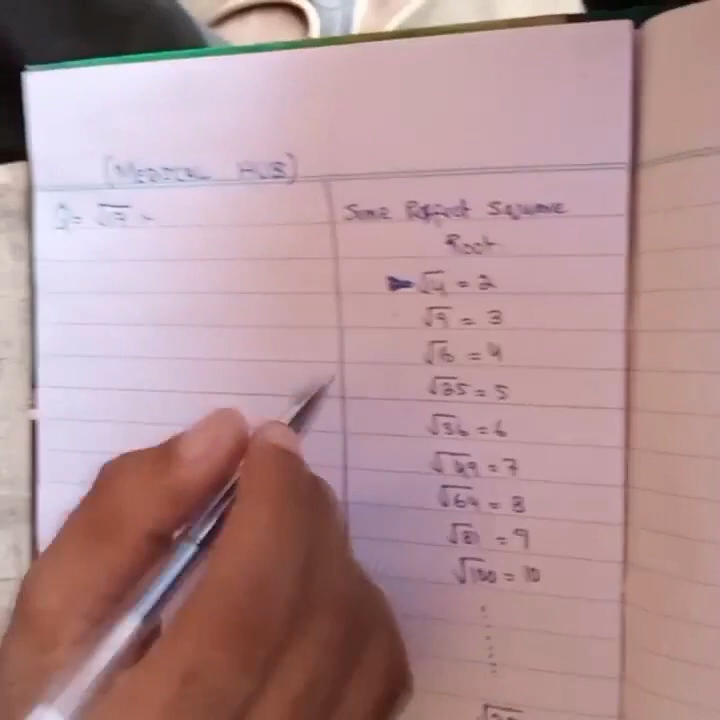 (MEDICAL HUB)
Q= √7 =
Some Perfect Square
Root
√4 = 2
√9 = 3
√16 = 4
√25 = 5
√36 = 6
√49 = 7
√64 = 8
√81 = 9
√100 = 10